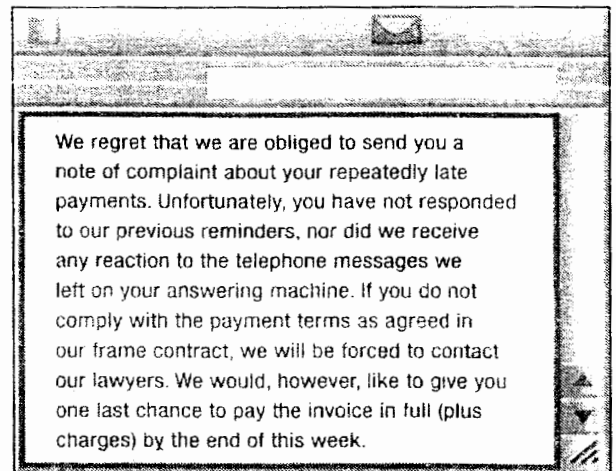 We regret that we are obliged to send you a
note of complaint about your repeatedly late
payments. Unfortunately, you have not responded
to our previous reminders, nor did we receive
any reaction to the telephone messages we
left on your answering machine. If you do not
comply with the payment terms as agreed in
our frame contract, we will be forced to contact
our lawyers. We would, however, like to give you
one last chance to pay the invoice in full (plus
charges) by the end of this week.